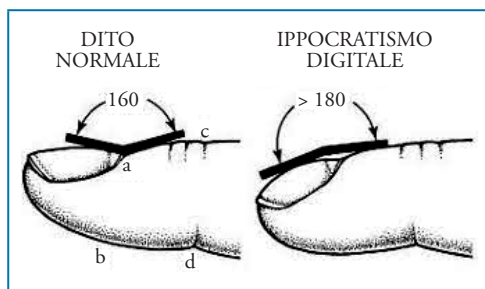 DITO
NORMALE
160
c
a
b
d
IPPOCRATISMO
DIGITALE
> 180